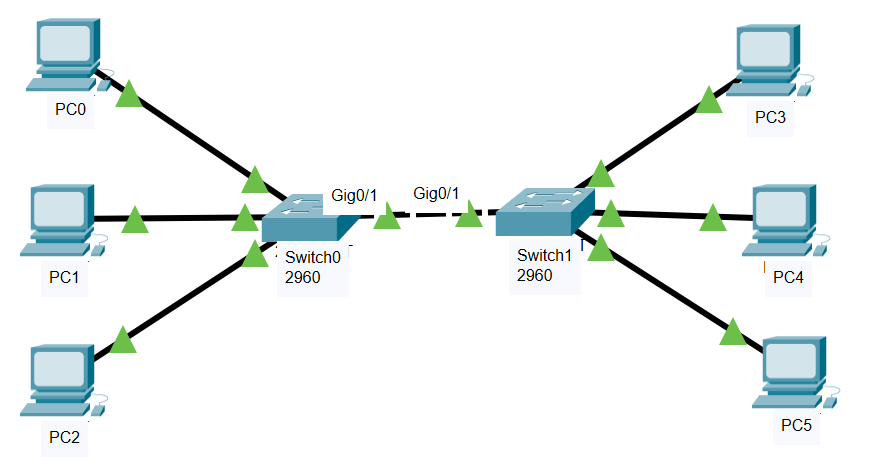 PC0
PC3
Gig0/1
Gig0/1
PC1
Switch0
2960
Switch1
2960
PC4
PC2
PC5